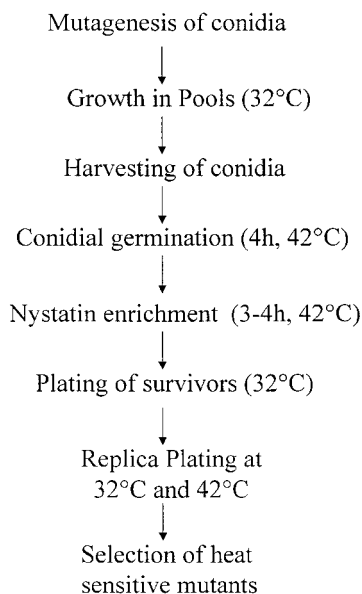 Mutagenesis of conidia
Growth in Pools (32°C)
Harvesting of conidia
Conidial germination (4h, 42°C)
Nystatin enrichment (3-4h, 42°C)
Plating of survivors (32°C)
Replica Plating at
32°C and 42°C
Selection of heat
sensitive mutants